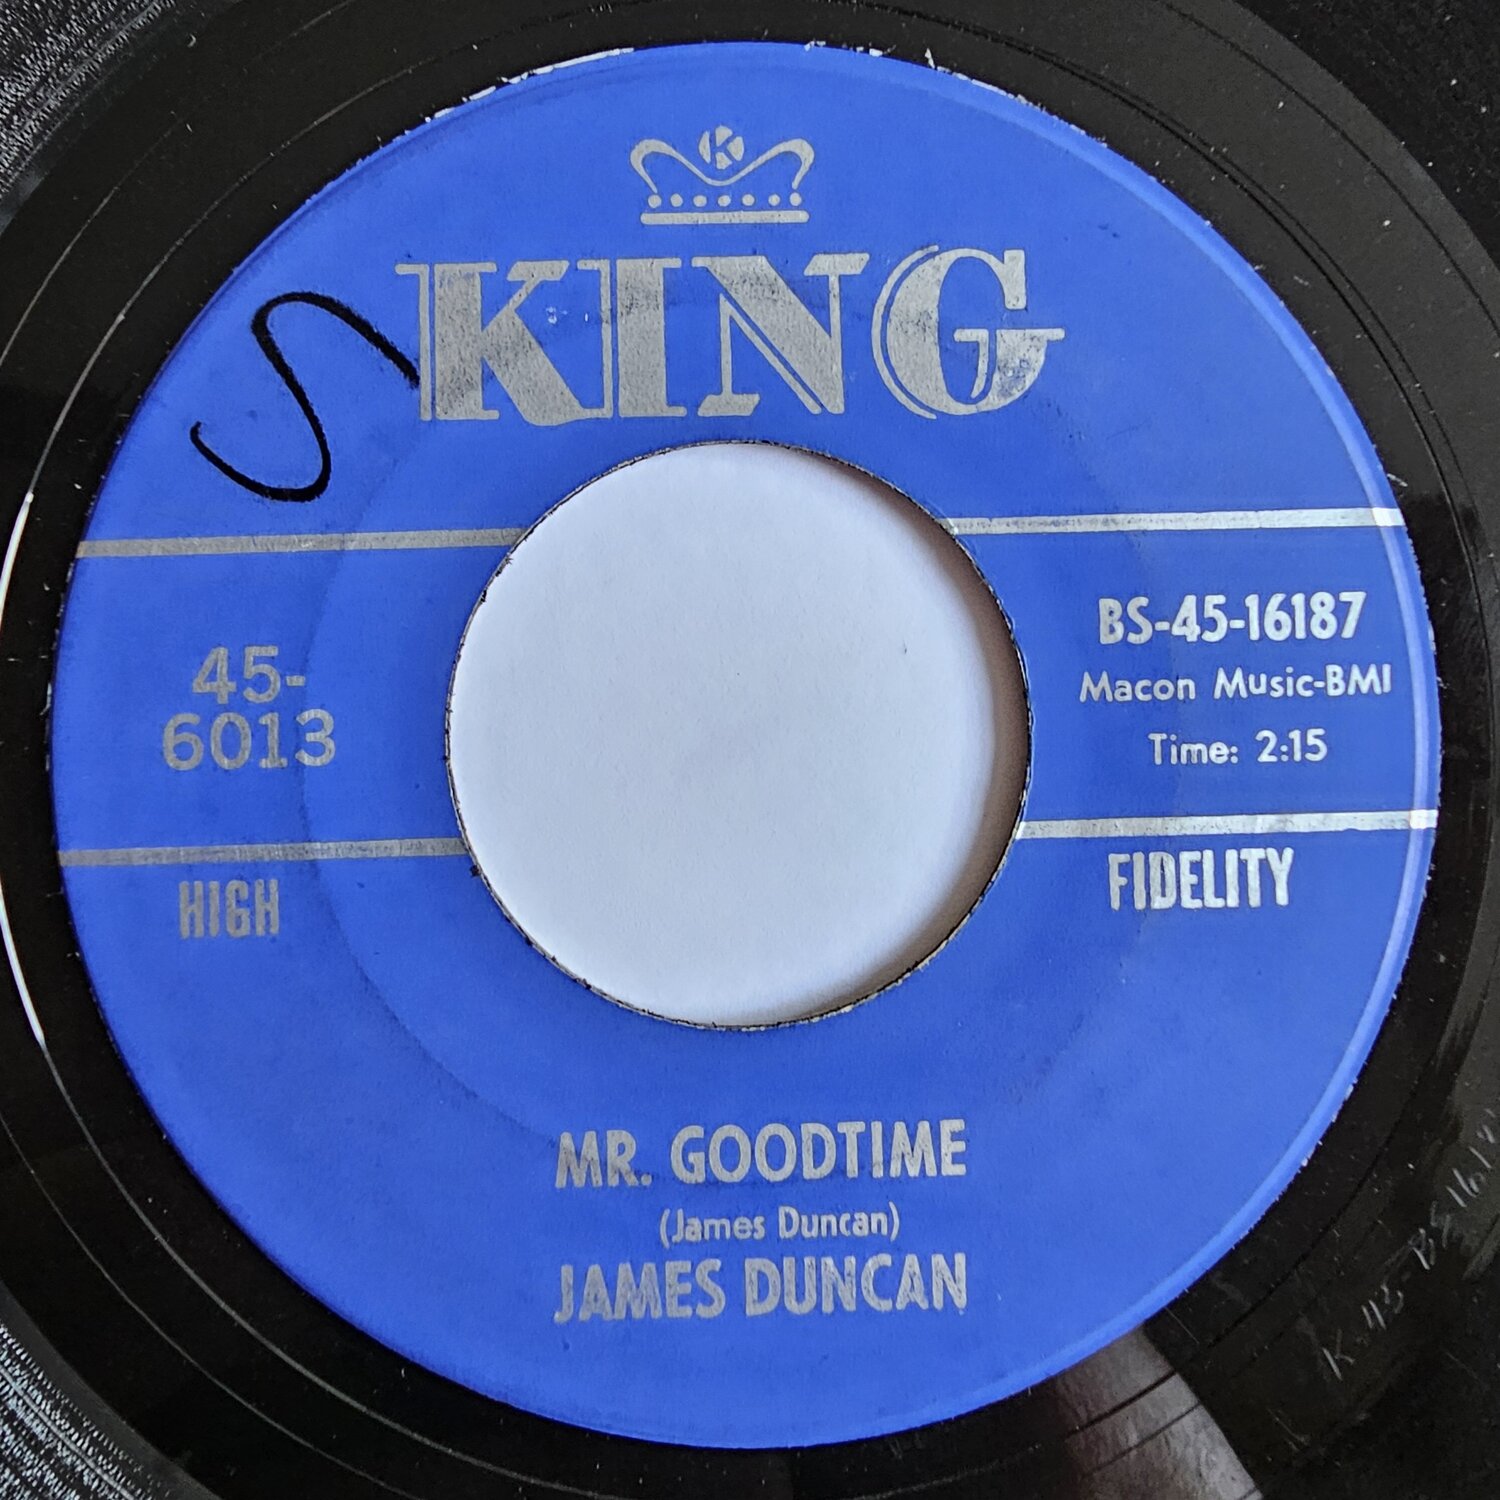 K
KING
45-
6013
BS-45-16187
Macon Music-BMI
Time: 2:15
HIGH
FIDELITY
MR. GOODTIME
(James Duncan)
JAMES DUNCAN